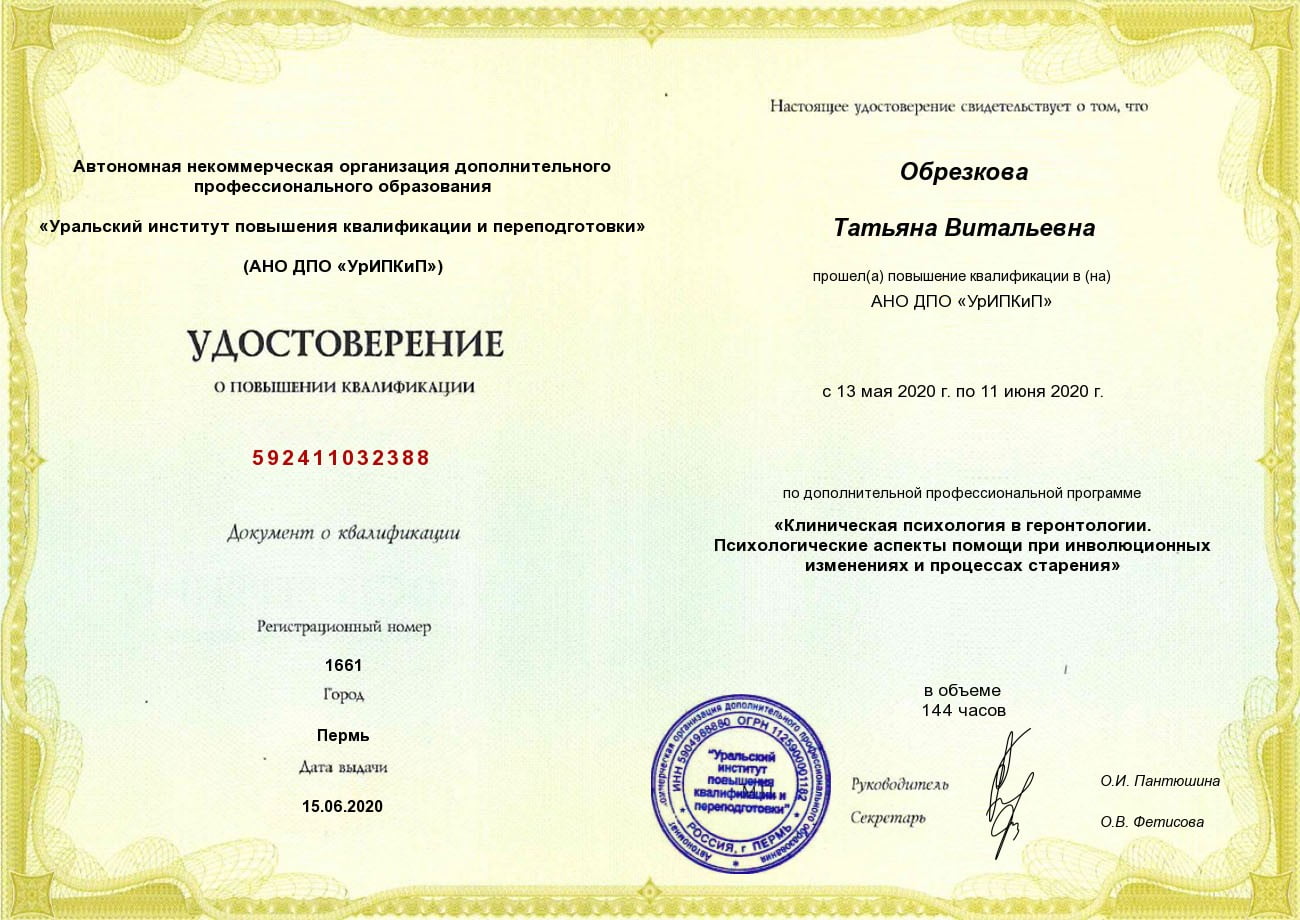 Автономная некоммерческая организация дополнительного
профессионального образования
«Уральский институт повышения квалификации и переподготовки»
(АНО ДПО «УрИПКиП»)
УДОСТОВЕРЕНИЕ
О ПОВЫШЕНИИ КВАЛИФИКАЦИИ
592411032388
Документ о квалификации
Регистрационный номер
1661
Город
Пермь
Дата выдачи
15.06.2020
Настоящее удостоверение свидетельствует о том, что
Обрезкова
Татьяна Витальевна
прошел(а) повышение квалификации в (на)
АНО ДПО «УрИПКиП»
с 13 мая 2020 г. по 11 июня 2020 г.
по дополнительной профессиональной программе
«Клиническая психология в геронтологии.
Психологические аспекты помощи при инволюционных
изменениях и процессах старения»
в объеме
144 часов
Руководитель
О.И. Пантюшина
Секретарь
О.В. Фетисова
М.П.
дополнительного профессионального образования
ИНН 5904988880 ОГРН 1125900001182
"Уральский
институт
повышения
квалификации и
переподготовки"
* РОССИЯ, г ПЕРМЬ *